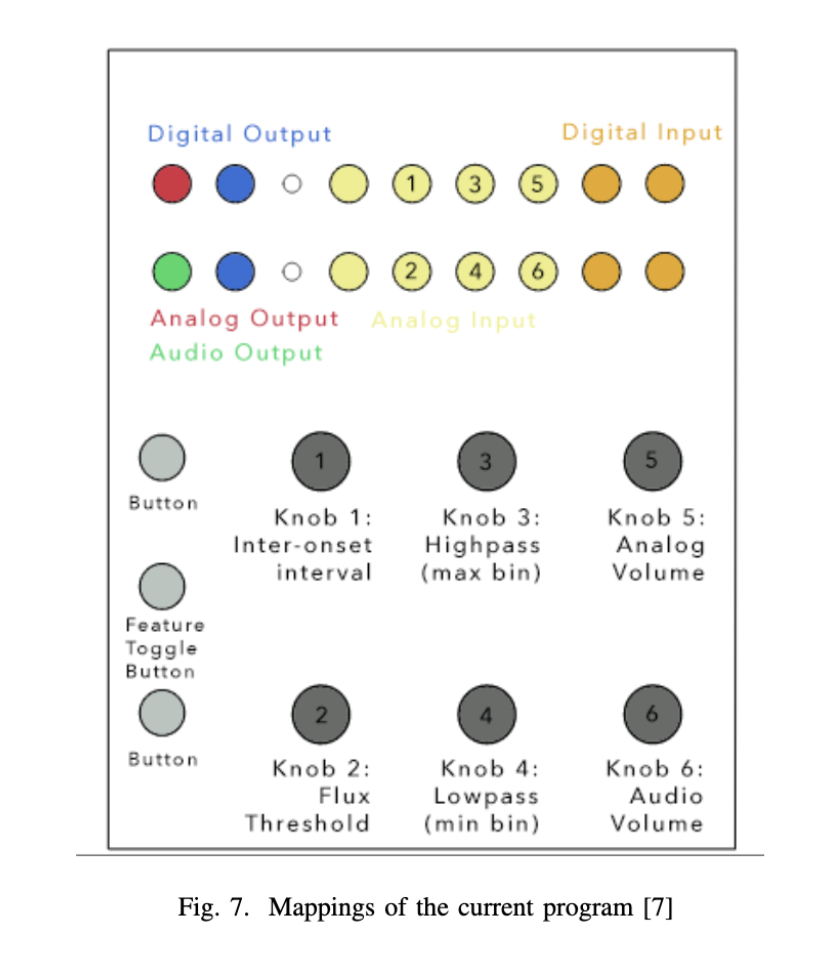 Digital Output
Digital Input
1
3
5
2
4
6
Analog Output
Analog Input
Audio Output
1
3
5
Button
Knob 1:
Inter-onset
interval
Knob 3:
Highpass
(max bin)
Knob 5:
Analog
Volume
Feature
Toggle
Button
2
4
6
Button
Knob 2:
Flux
Threshold
Knob 4:
Lowpass
(min bin)
Knob 6:
Audio
Volume
Fig. 7. Mappings of the current program [7]